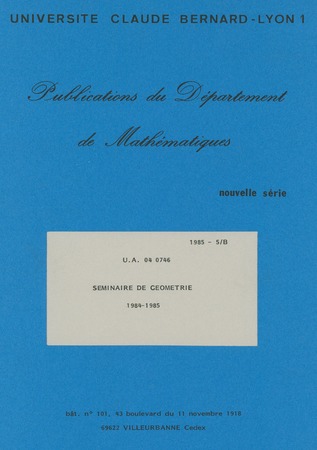 UNIVERSITE CLAUDE BERNARD-LYON 1
Publications du Département
de Mathématiques
nouvelle série
1985 - 5/B
U.A. 04 0746
SEMINAIRE DE GEOMETRIE
1984-1985
bât. n° 101, 43 boulevard du 11 novembre 1918
69622 VILLEURBANNE Cedex